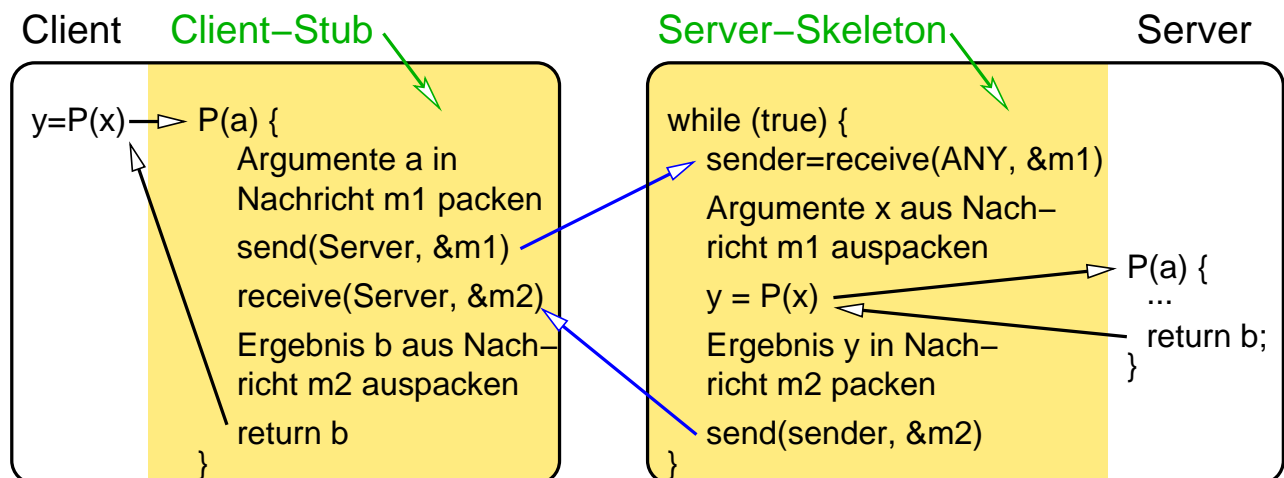 Client
Client–Stub
Server–Skeleton
Server
y=P(x)
P(a) {
Argumente a in
Nachricht m1 packen
send(Server, &m1)
receive(Server, &m2)
Ergebnis b aus Nach–
richt m2 auspacken
return b
}
while (true) {
sender=receive(ANY, &m1)
Argumente x aus Nach–
richt m1 auspacken
y = P(x)
Ergebnis y in Nach–
richt m2 packen
send(sender, &m2)
}
P(a) {
...
return b;
}